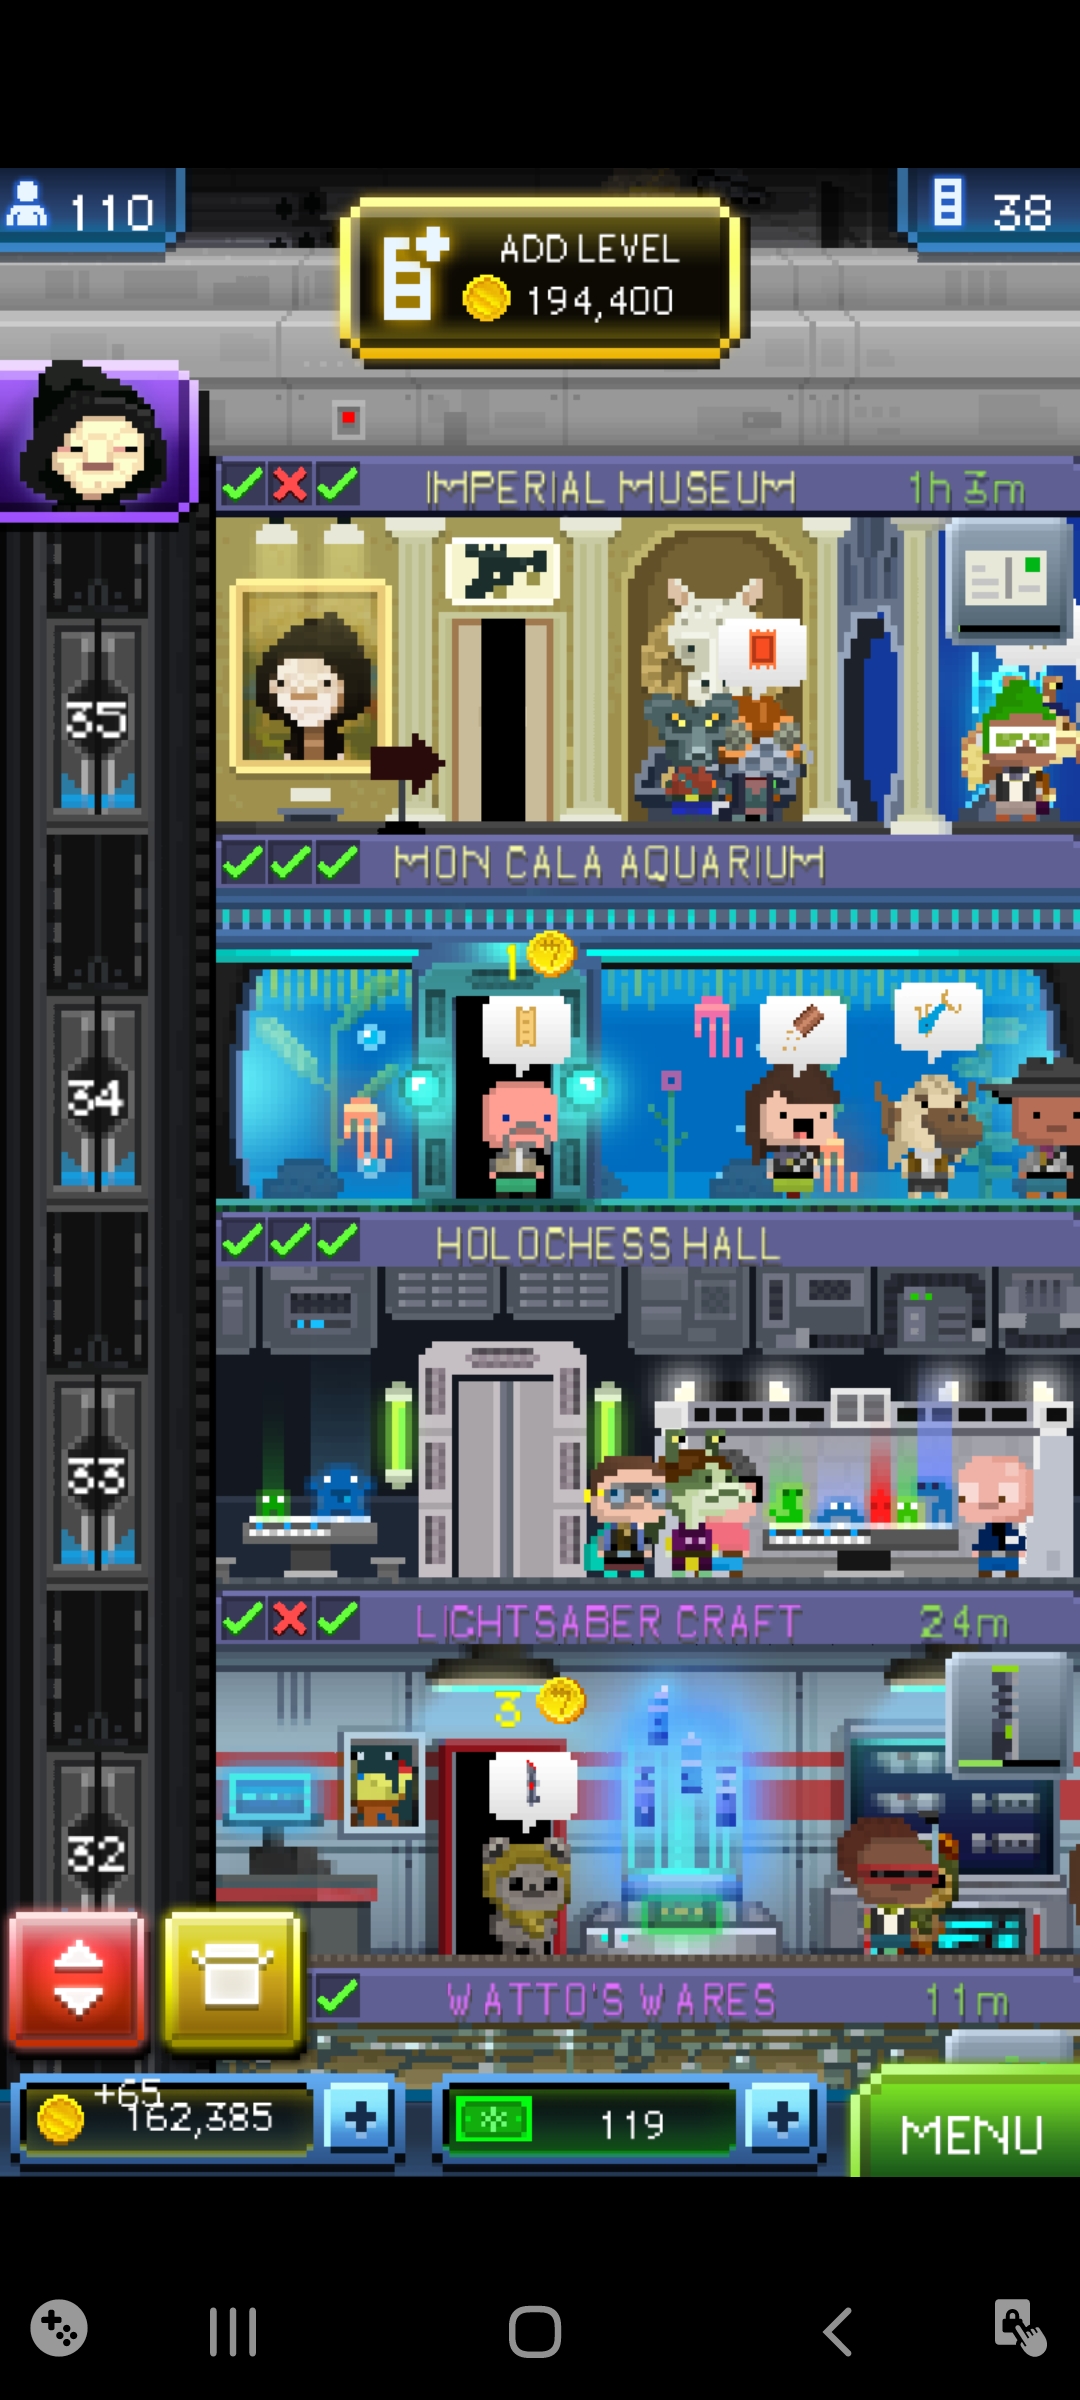 110
ADD LEVEL
194,400
38
IMPERIAL MUSEUM 1h 3m
35
MON CALA AQUARIUM
1
34
HOLOCHESS HALL
33
LIGHTSABER CRAFT 24m
3
32
WATTO'S WARES 11m
+65
162,385
119
MENU